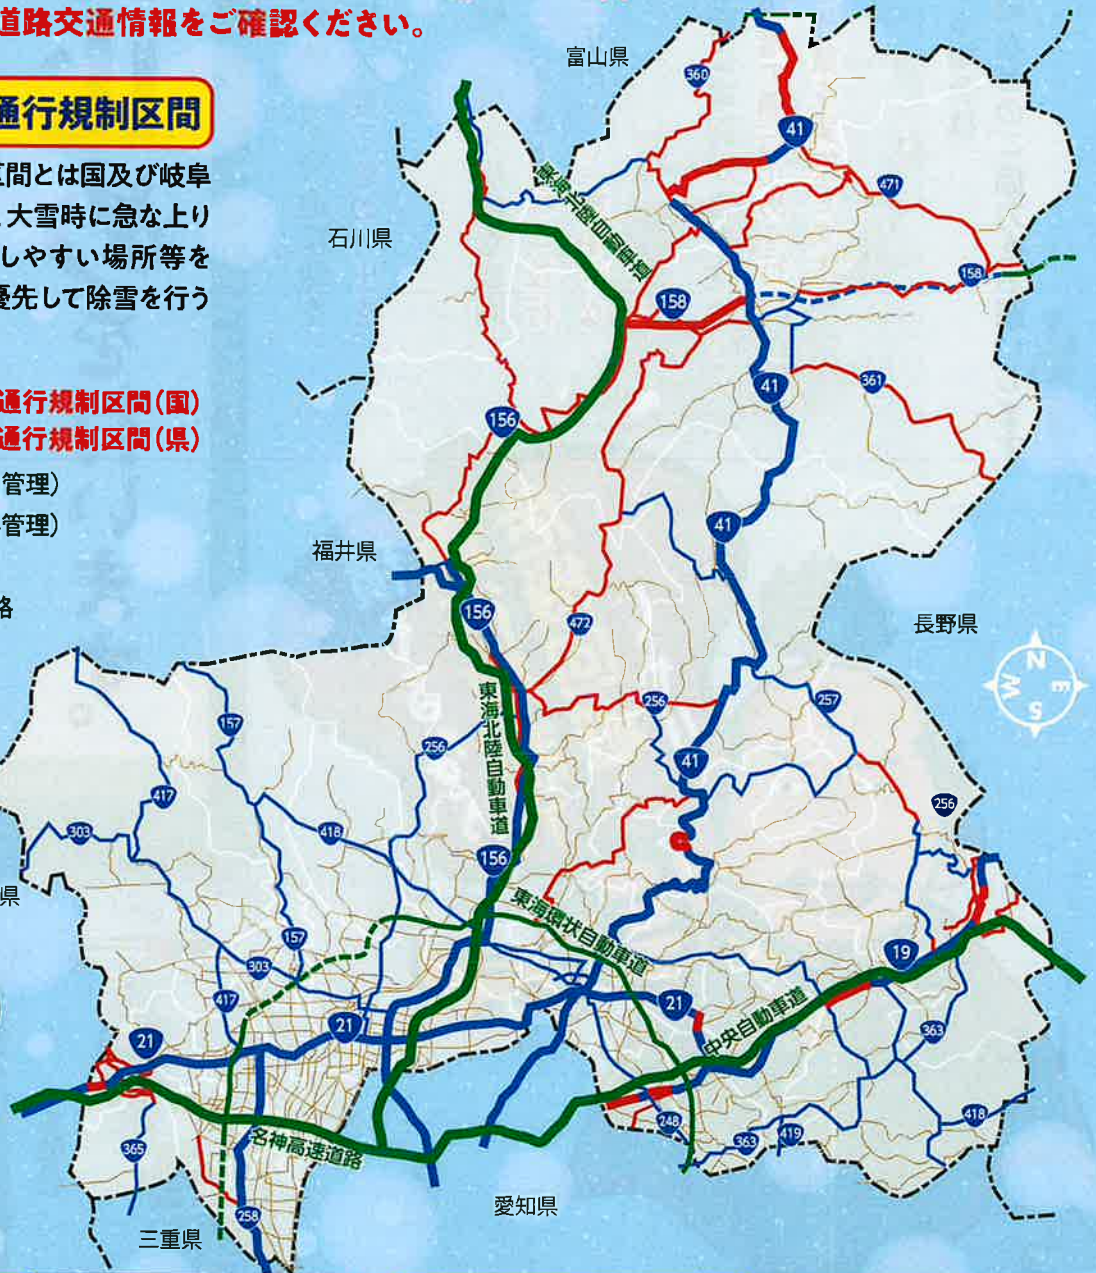 道路交通情報をご確認ください。
通行規制区間
区間とは国及び岐阜
、大雪時に急な上り
しやすい場所等を
優先して除雪を行う
通行規制区間(国)
通行規制区間(県)
管理)
管理)
路
富山県
石川県
福井県
長野県
愛知県
三重県
県
東海北陸自動車道
東海北陸自動車道
東海環状自動車道
中央自動車道
名神高速道路
360
41
471
158
158
41
361
156
41
156
472
256
257
157
256
41
417
303
418
256
156
157
303
19
417
21
21
21
363
248
363
419
418
365
258
N
W
E
S